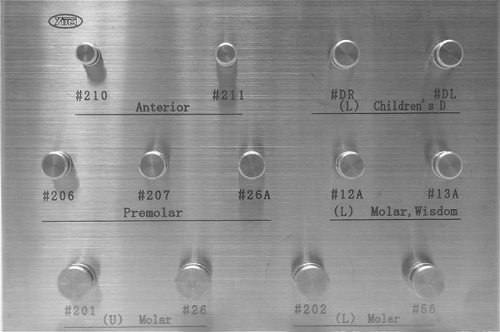 #210 #211 #DR #DL
Anterior (L) Children's D
#206 #207 #26A #12A #13A
Premolar (L) Molar,Wisdom
#201 #26 #202 #56
(U) Molar (L) Molar